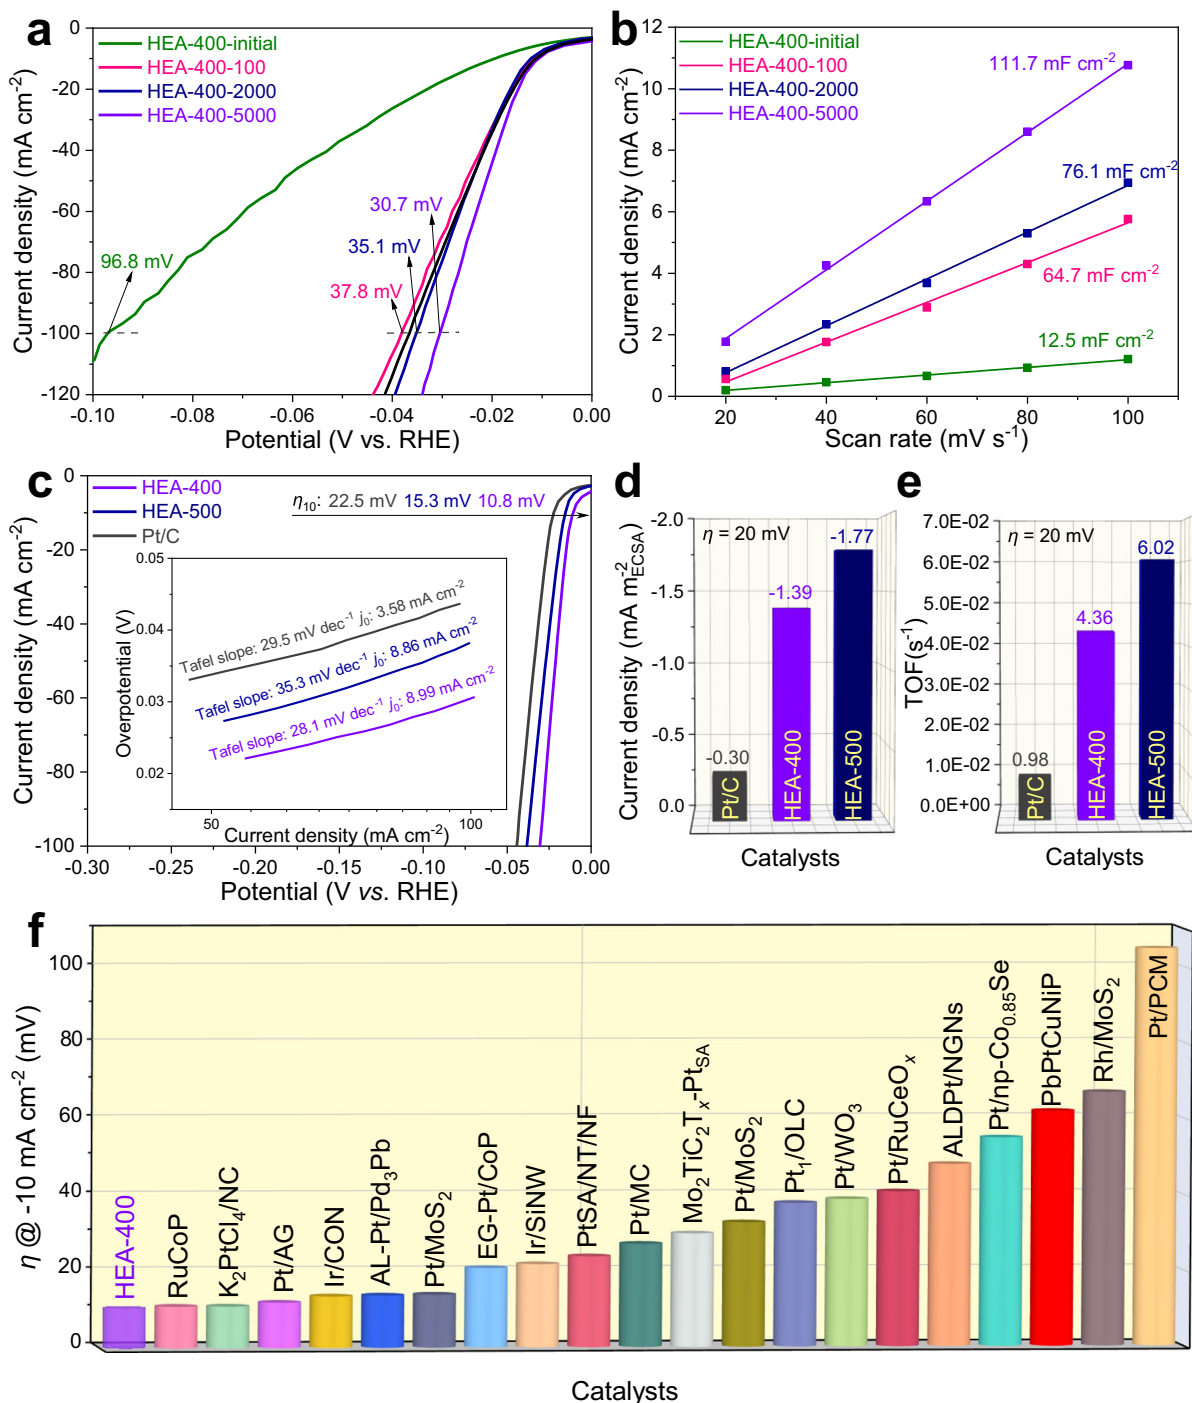 a
HEA-400-initial
HEA-400-100
HEA-400-2000
HEA-400-5000
96.8 mV
30.7 mV
35.1 mV
37.8 mV
0
-20
-40
-60
-80
-100
-120
-0.10
-0.08
-0.06
-0.04
-0.02
0.00
Current density (mA cm⁻²)
Potential (V vs. RHE)
b
HEA-400-initial
HEA-400-100
HEA-400-2000
HEA-400-5000
111.7 mF cm⁻²
76.1 mF cm⁻²
64.7 mF cm⁻²
12.5 mF cm⁻²
12
10
8
6
4
2
0
20
40
60
80
100
Current density (mA cm⁻²)
Scan rate (mV s⁻¹)
c
HEA-400
HEA-500
Pt/C
η₁₀: 22.5 mV 15.3 mV 10.8 mV
0
-20
-40
-60
-80
-100
-0.30
-0.25
-0.20
-0.15
-0.10
-0.05
0.00
Current density (mA cm⁻²)
Potential (V vs. RHE)
0.05
0.04
0.03
0.02
50
100
Overpotential (V)
Current density (mA cm⁻²)
Tafel slope: 29.5 mV dec⁻¹ j₀: 3.58 mA cm⁻²
Tafel slope: 35.3 mV dec⁻¹ j₀: 8.86 mA cm⁻²
Tafel slope: 28.1 mV dec⁻¹ j₀: 8.99 mA cm⁻²
d
η = 20 mV
-2.0
-1.5
-1.0
-0.5
0.0
-0.30
-1.39
-1.77
Pt/C
HEA-400
HEA-500
Current density (mA m⁻²ECSA)
Catalysts
e
η = 20 mV
7.0E-02
6.0E-02
5.0E-02
4.0E-02
3.0E-02
2.0E-02
1.0E-02
0.0E+00
0.98
4.36
6.02
Pt/C
HEA-400
HEA-500
TOF(s⁻¹)
Catalysts
f
100
80
60
40
20
0
η @ -10 mA cm⁻² (mV)
HEA-400
RuCoP
K₂PtCl₄/NC
Pt/AG
Ir/CON
AL-Pt/Pd₃Pb
Pt/MoS₂
EG-Pt/CoP
Ir/SiNW
PtSA/NT/NF
Pt/MC
Mo₂TiC₂Tₓ-PtSA
Pt/MoS₂
Pt₁/OLC
Pt/WO₃
Pt/RuCeOₓ
ALDPt/NGNs
Pt/np-Co₀.₈₅Se
PbPtCuNiP
Rh/MoS₂
Pt/PCM
Catalysts